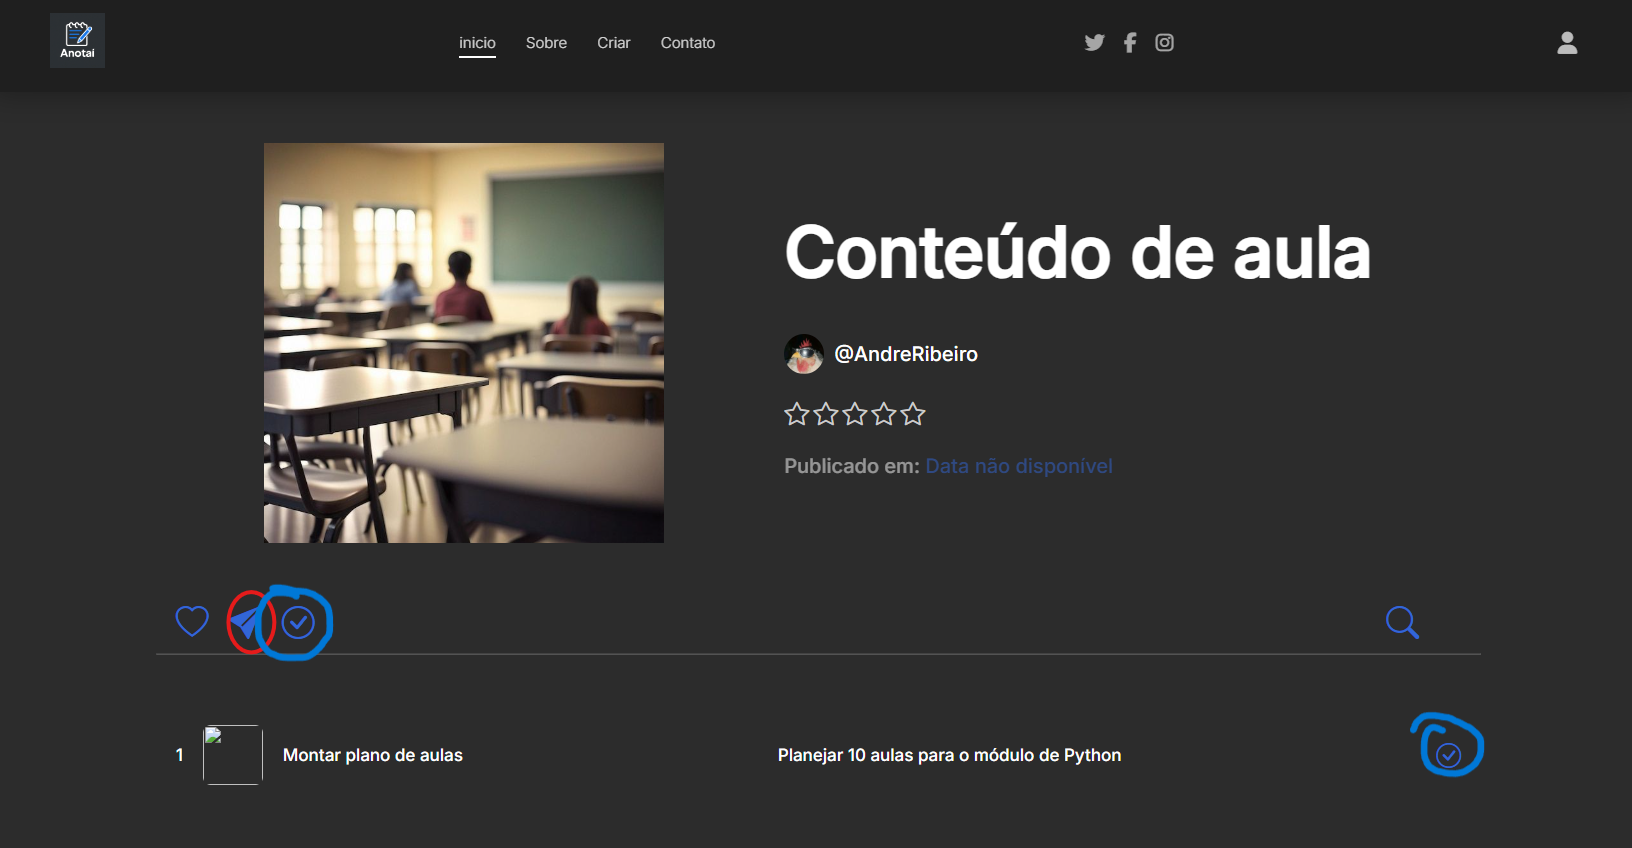 Anotaí
inicio Sobre Criar Contato
Conteúdo de aula
@AndreRibeiro
Publicado em: Data não disponível
1 Montar plano de aulas Planejar 10 aulas para o módulo de Python